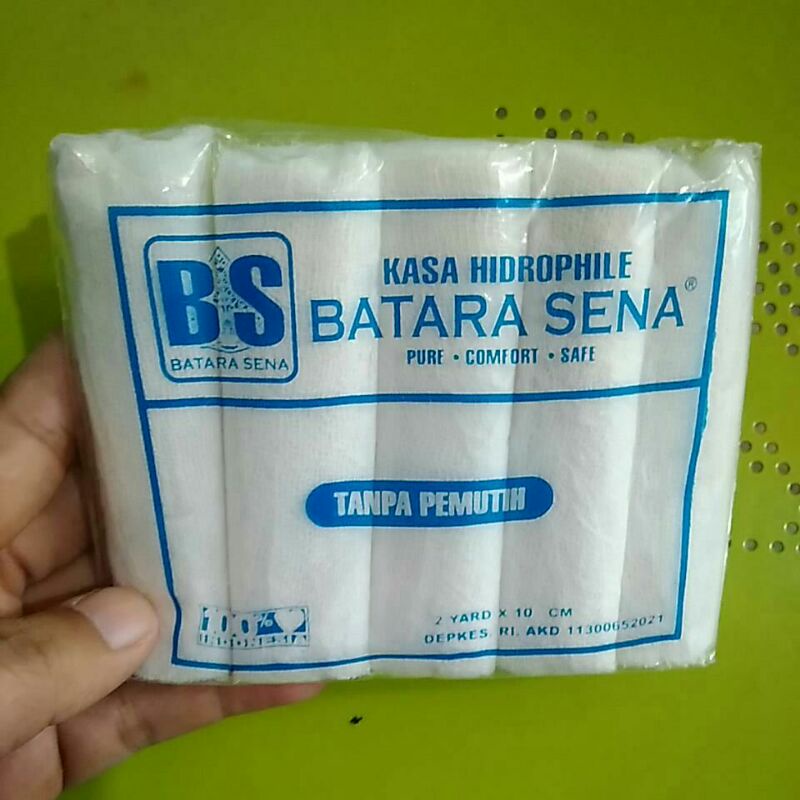 BS
BATARA SENA
KASA HIDROPHILE
BATARA SENA®
PURE • COMFORT • SAFE
TANPA PEMUTIH
100%
2 YARD X 10 CM
DEPKES. RI. AKD 11300652021